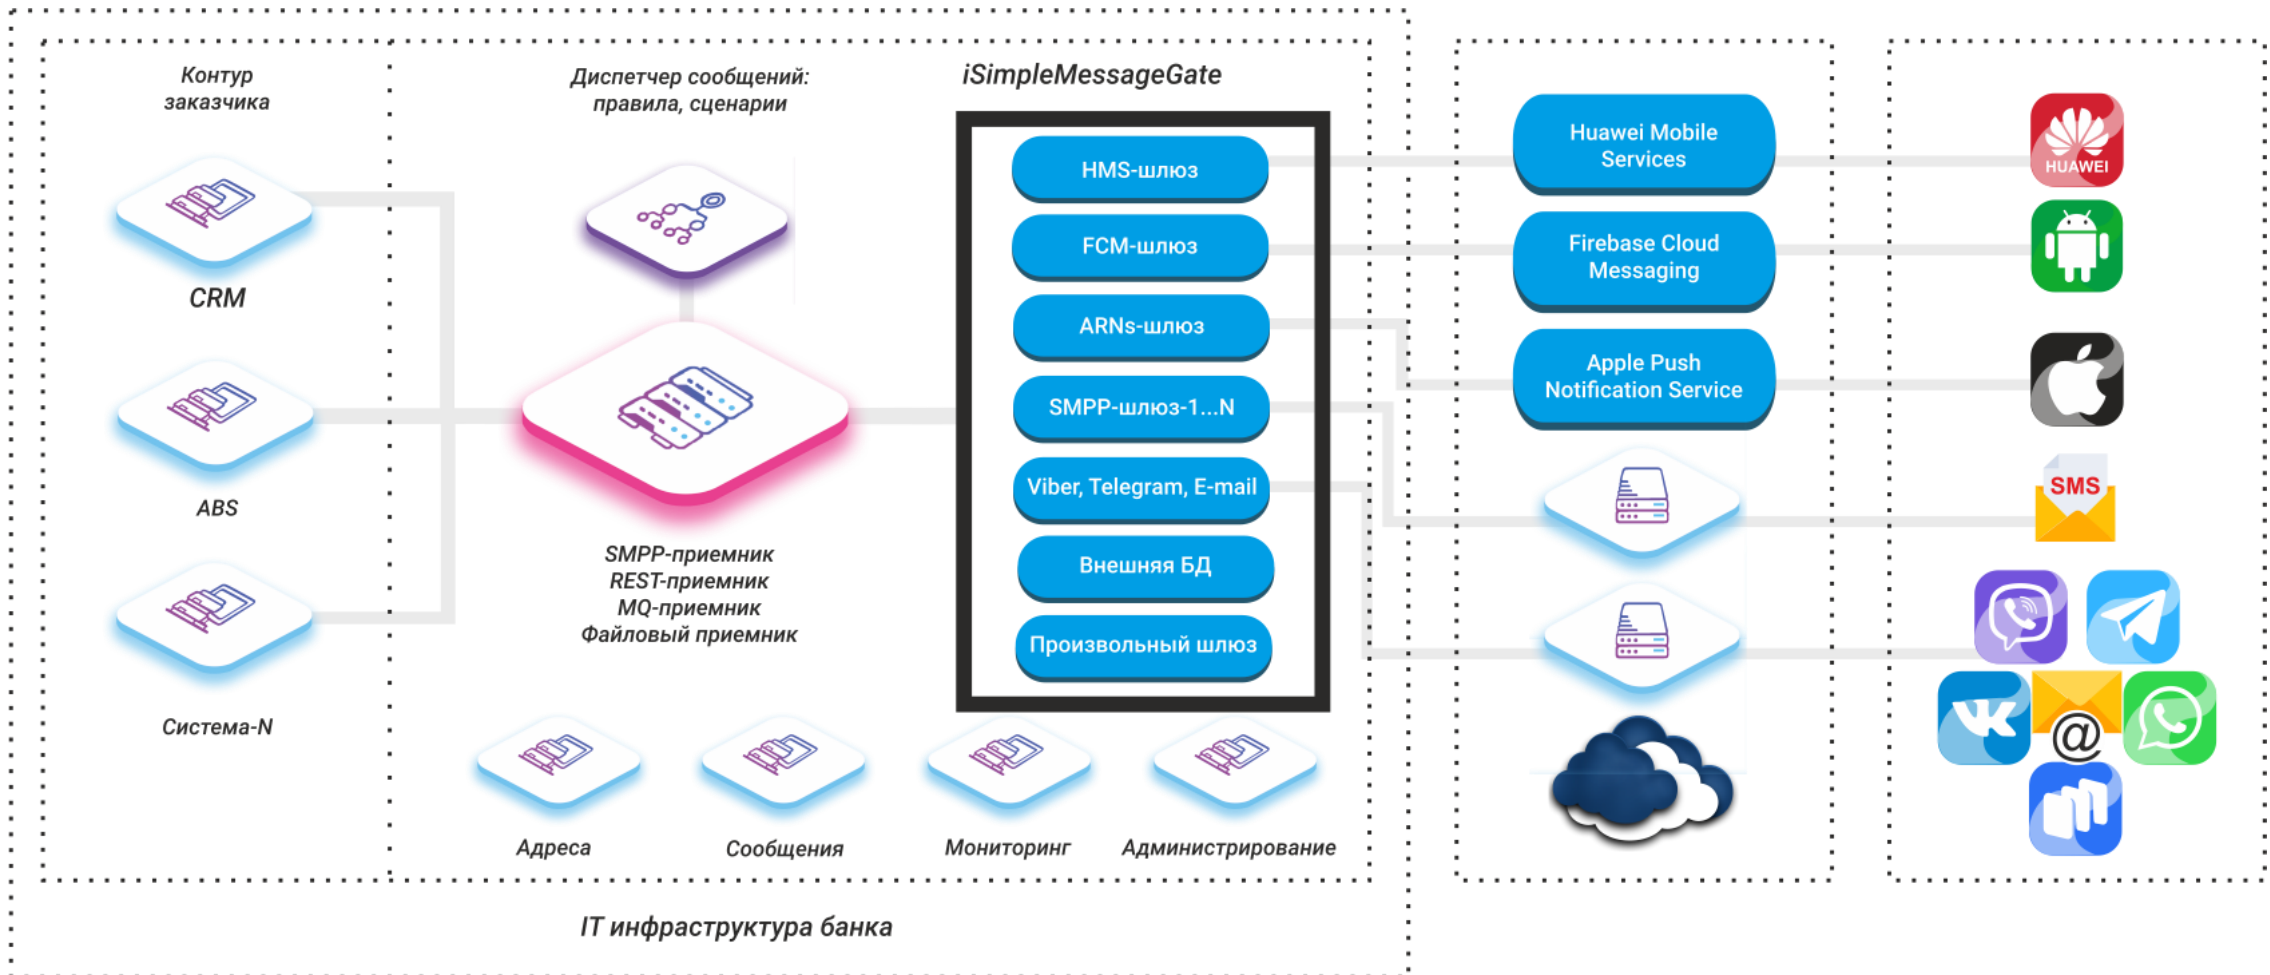 Контур
заказчика
CRM
ABS
Система-N
Диспетчер сообщений:
правила, сценарии
SMPP-приемник
REST-приемник
MQ-приемник
Файловый приемник
iSimpleMessageGate
HMS-шлюз
FCM-шлюз
ARNs-шлюз
SMPP-шлюз-1...N
Viber, Telegram, E-mail
Внешняя БД
Произвольный шлюз
Адреса
Сообщения
Мониторинг
Администрирование
IT инфраструктура банка
Huawei Mobile
Services
Firebase Cloud
Messaging
Apple Push
Notification Service
HUAWEI
SMS
@